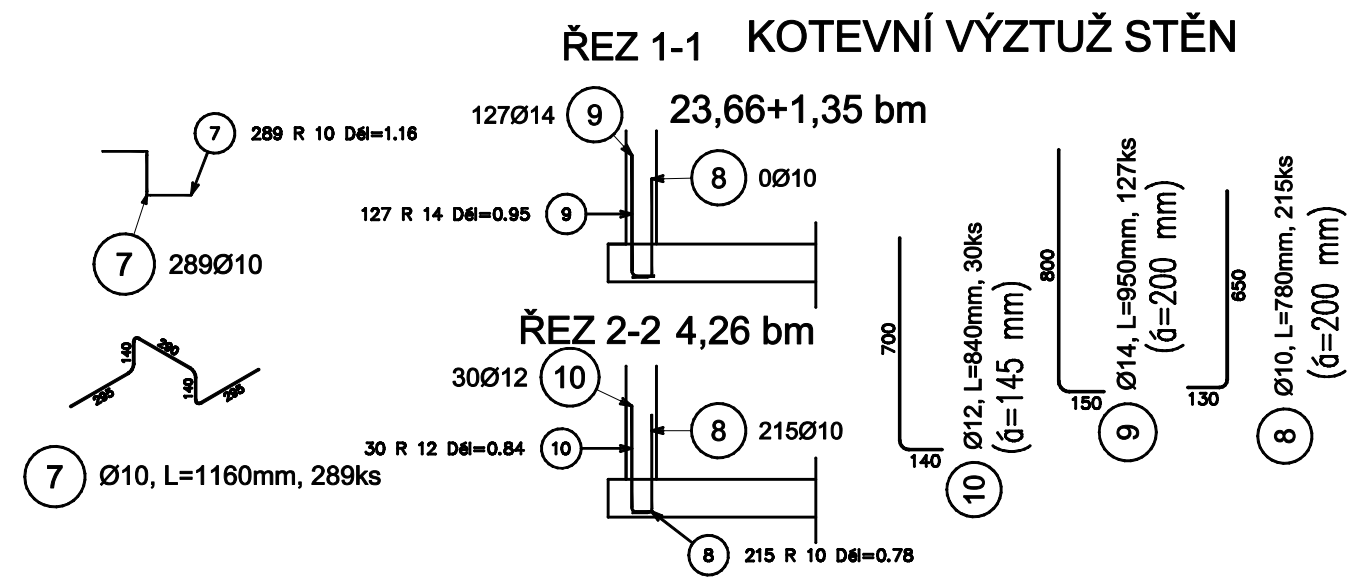 KOTEVNÍ VÝZTUŽ STĚN
ŘEZ 1-1
23,66+1,35 bm
127Ø14
9
8
0Ø10
127 R 14 Dél=0.95
9
7
289 R 10 Dél=1.16
7
289Ø10
ŘEZ 2-2 4,26 bm
30Ø12
10
8
215Ø10
30 R 12 Dél=0.84
10
8
215 R 10 Dél=0.78
295
140
290
140
295
7
Ø10, L=1160mm, 289ks
700
140
10
Ø12, L=840mm, 30ks
(á=145 mm)
800
150
9
Ø14, L=950mm, 127ks
(á=200 mm)
650
130
8
Ø10, L=780mm, 215ks
(á=200 mm)